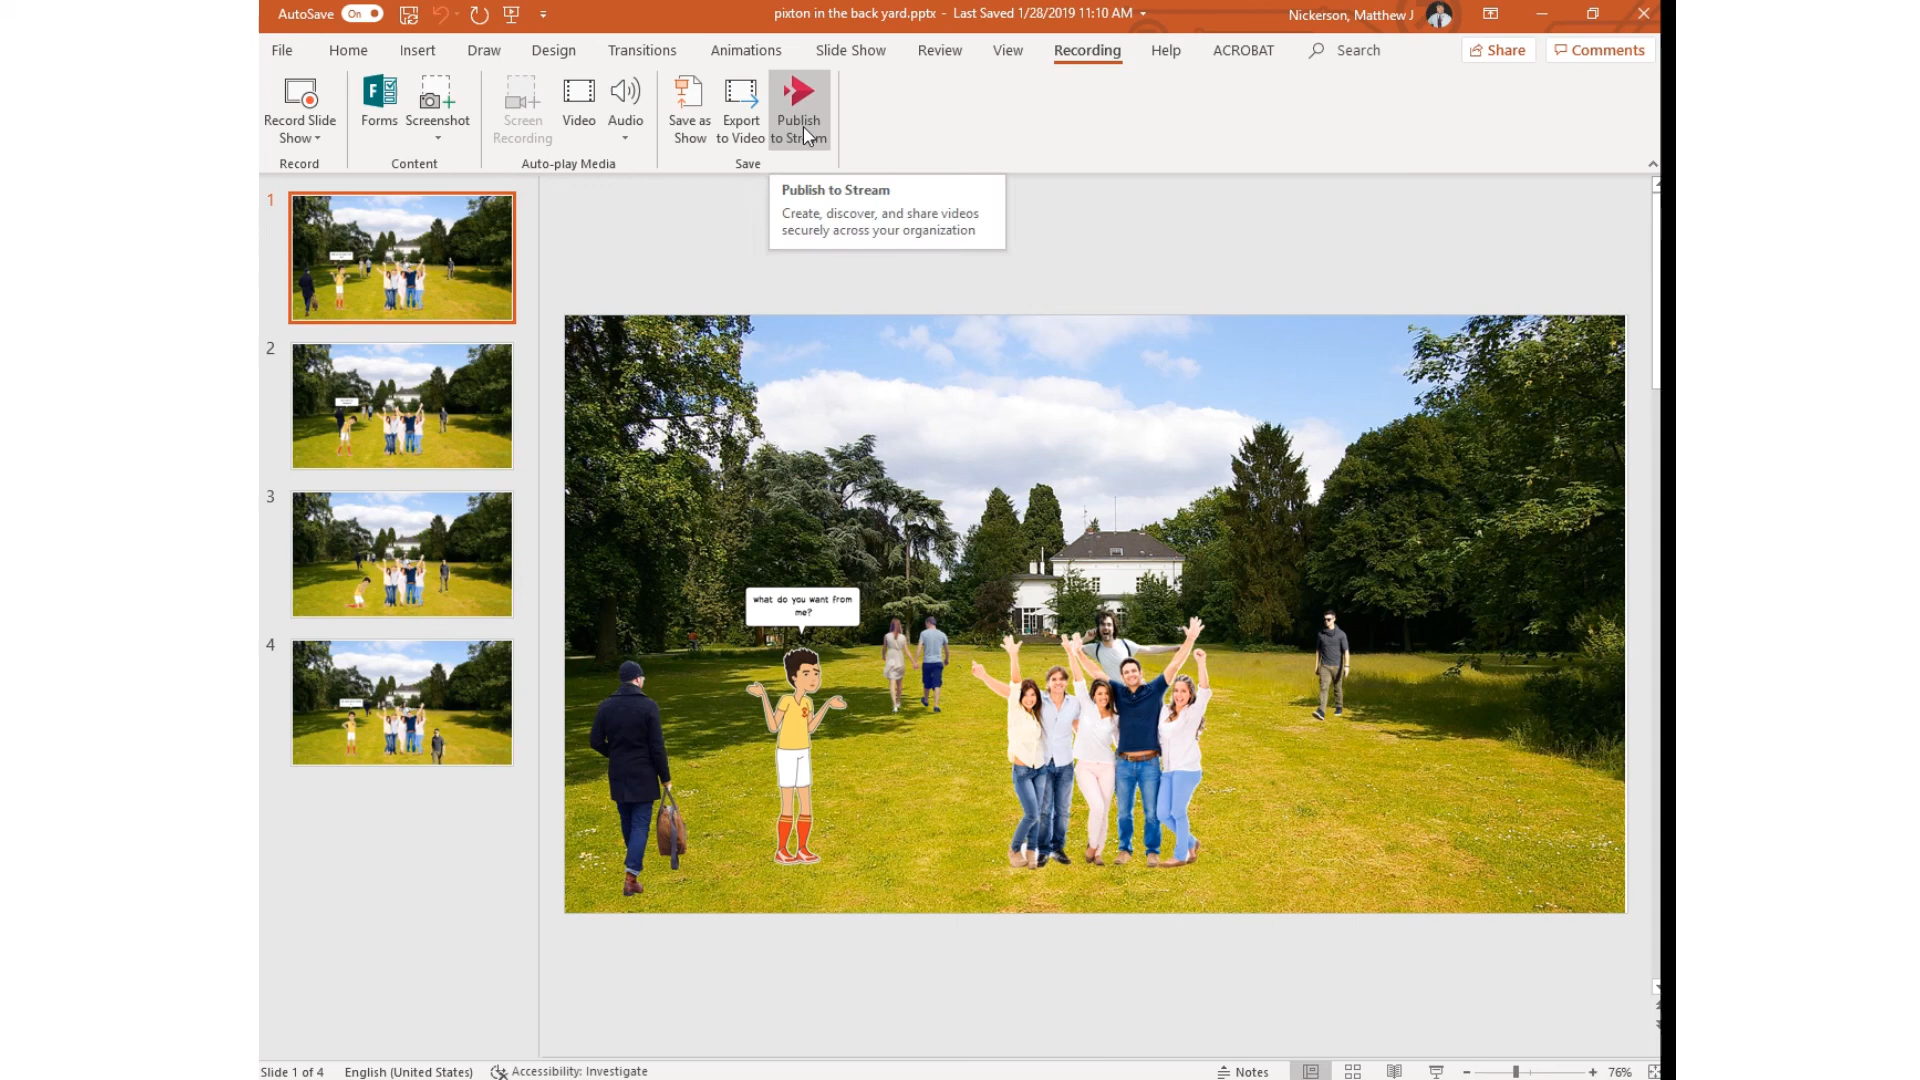 AutoSave On pixton in the back yard.pptx - Last Saved 1/28/2019 11:10 AM Nickerson, Matthew J
File Home Insert Draw Design Transitions Animations Slide Show Review View Recording Help ACROBAT Search Share Comments
Record Slide Show
Forms
Screenshot
Screen Recording
Video
Audio
Save as Show
Export to Video
Publish to Stream
Record Content Auto-play Media Save
Publish to Stream
Create, discover, and share videos
securely across your organization
1
2
3
4
what do you want from
me?
Slide 1 of 4 English (United States) Accessibility: Investigate Notes 76%